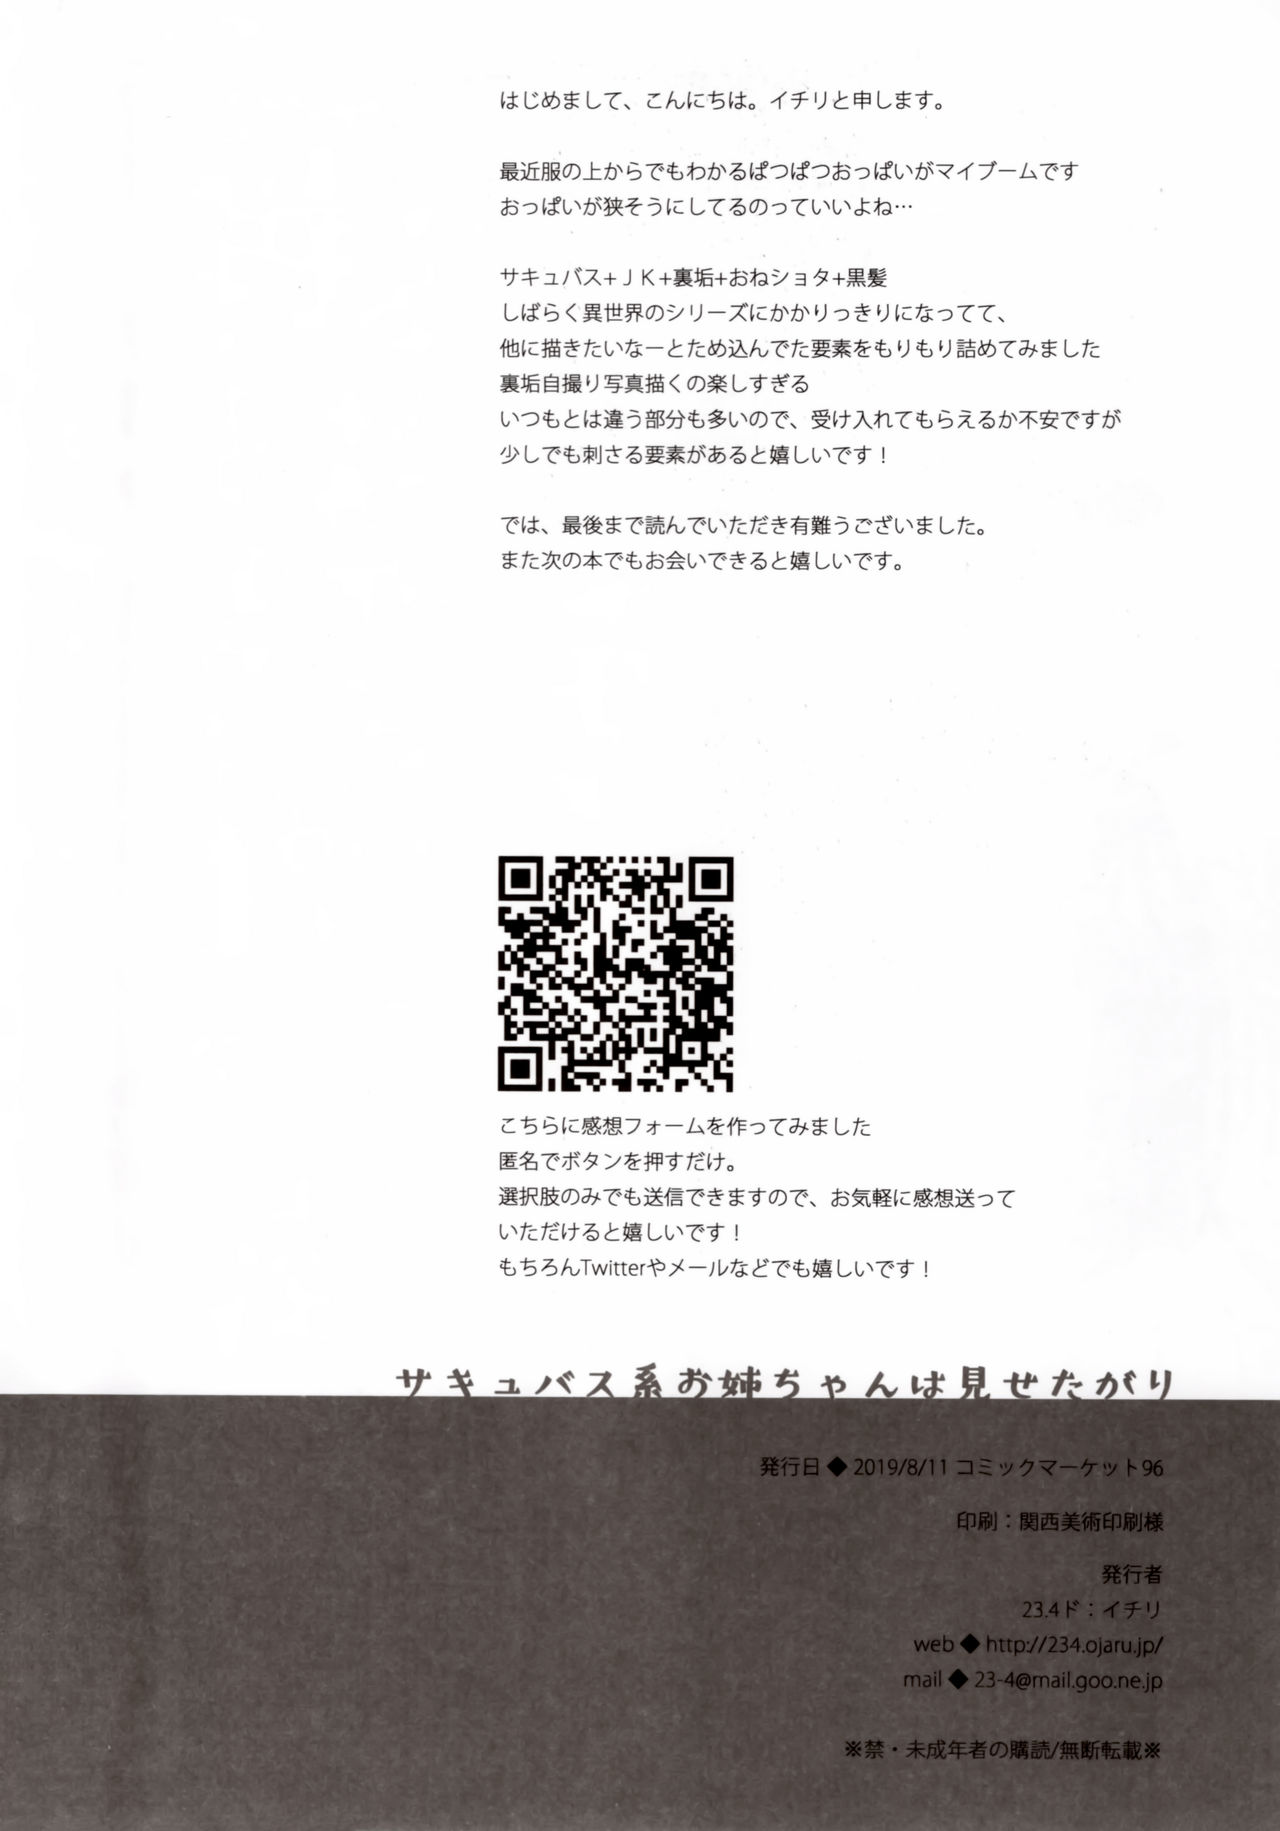 はじめまして、こんにちは。イチリと申します。
最近服の上からでもわかるぱつぱつおっぱいがマイブームです
おっぱいが狭そうにしてるのっていいよね…
サキュバス+ＪＫ+裏垢+おねショタ+黒髪
しばらく異世界のシリーズにかかりっきりになってて、
他に描きたいなーとため込んでた要素をもりもり詰めてみました
裏垢自撮り写真描くの楽しすぎる
いつもとは違う部分も多いので、受け入れてもらえるか不安ですが
少しでも刺さる要素があると嬉しいです！
では、最後まで読んでいただき有難うございました。
また次の本でもお会いできると嬉しいです。
こちらに感想フォームを作ってみました
匿名でボタンを押すだけ。
選択肢のみでも送信できますので、お気軽に感想送って
いただけると嬉しいです！
もちろんTwitterやメールなどでも嬉しいです！
サキュバス系お姉ちゃんは見せたがり
発行日◆2019/8/11 コミックマーケット96
印刷：関西美術印刷様
発行者
23.4ド：イチリ
web◆http://234.ojaru.jp/
mail◆23-4@mail.goo.ne.jp
※禁・未成年者の購読/無断転載※